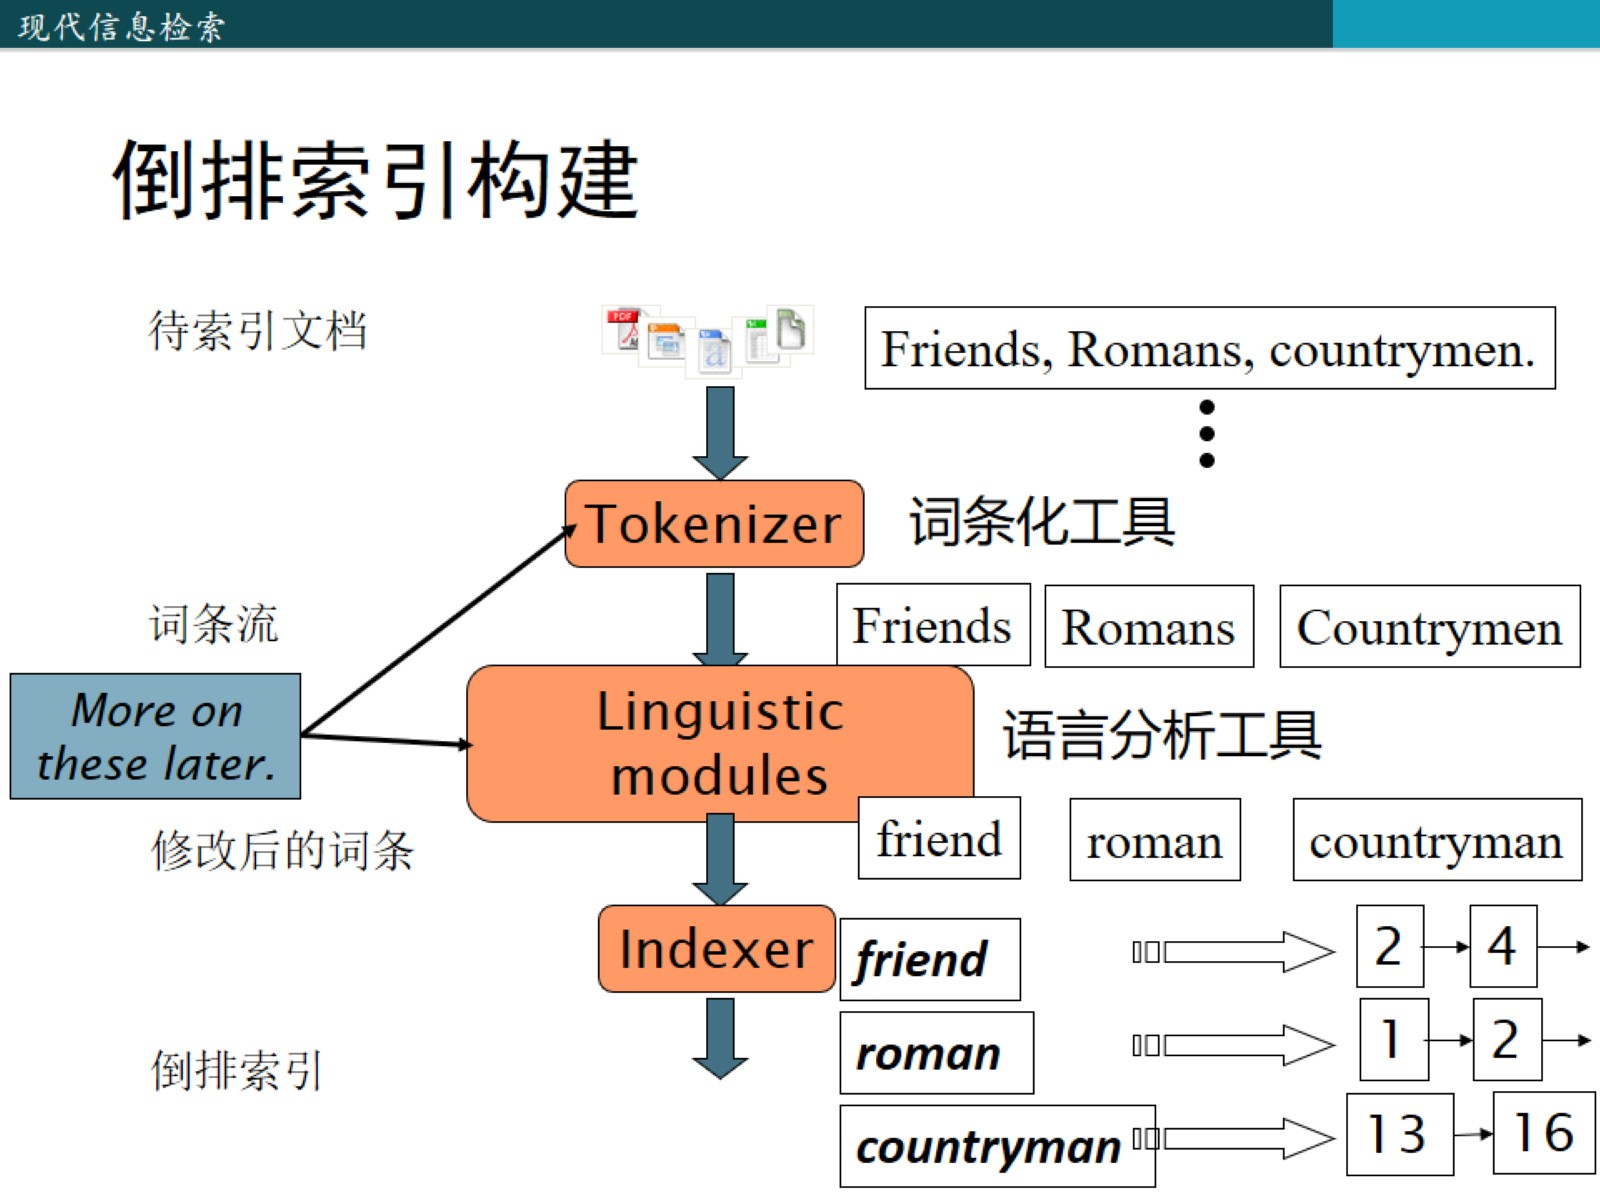 现代信息检索
倒排索引构建
待索引文档
Friends, Romans, countrymen.
Tokenizer
词条化工具
词条流
Friends
Romans
Countrymen
More on
these later.
Linguistic
modules
语言分析工具
修改后的词条
friend
roman
countryman
Indexer
friend
2
4
roman
1
2
倒排索引
countryman
13
16